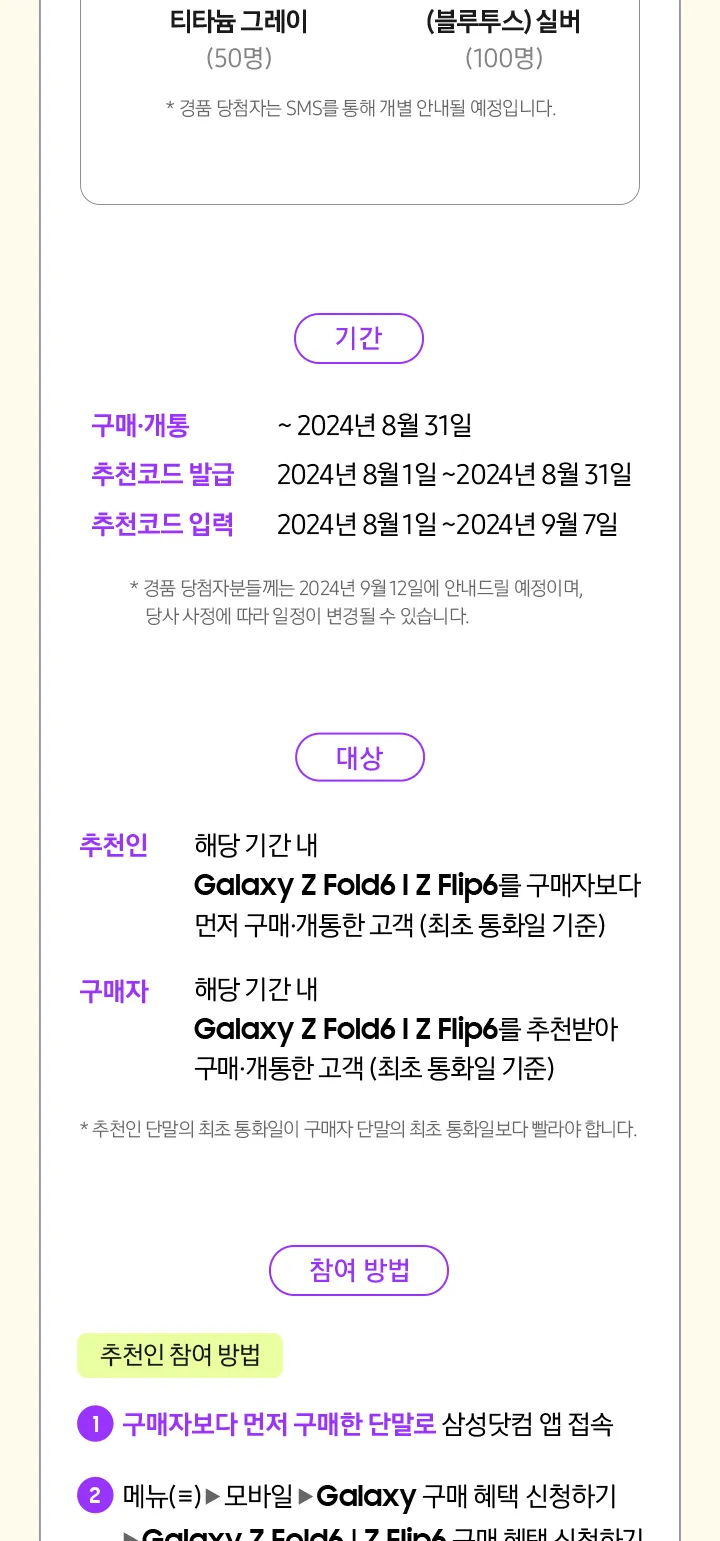 티타늄 그레이 (블루투스) 실버
(50명) (100명)
* 경품 당첨자는 SMS를 통해 개별 안내될 예정입니다.
기간
구매·개통 ~ 2024년 8월 31일
추천코드 발급 2024년 8월 1일 ~2024년 8월 31일
추천코드 입력 2024년 8월 1일 ~2024년 9월 7일
* 경품 당첨자분들께는 2024년 9월 12일에 안내드릴 예정이며,
당사 사정에 따라 일정이 변경될 수 있습니다.
대상
추천인 해당 기간 내
Galaxy Z Fold6 l Z Flip6를 구매자보다
먼저 구매·개통한 고객 (최초 통화일 기준)
구매자 해당 기간 내
Galaxy Z Fold6 l Z Flip6를 추천받아
구매·개통한 고객 (최초 통화일 기준)
* 추천인 단말의 최초 통화일이 구매자 단말의 최초 통화일보다 빨라야 합니다.
참여 방법
추천인 참여 방법
1 구매자보다 먼저 구매한 단말로 삼성닷컴 앱 접속
2 메뉴(≡)▶모바일▶Galaxy 구매 혜택 신청하기
▶Galaxy Z Fold6 l Z Flip6 구매 혜택 신청하기